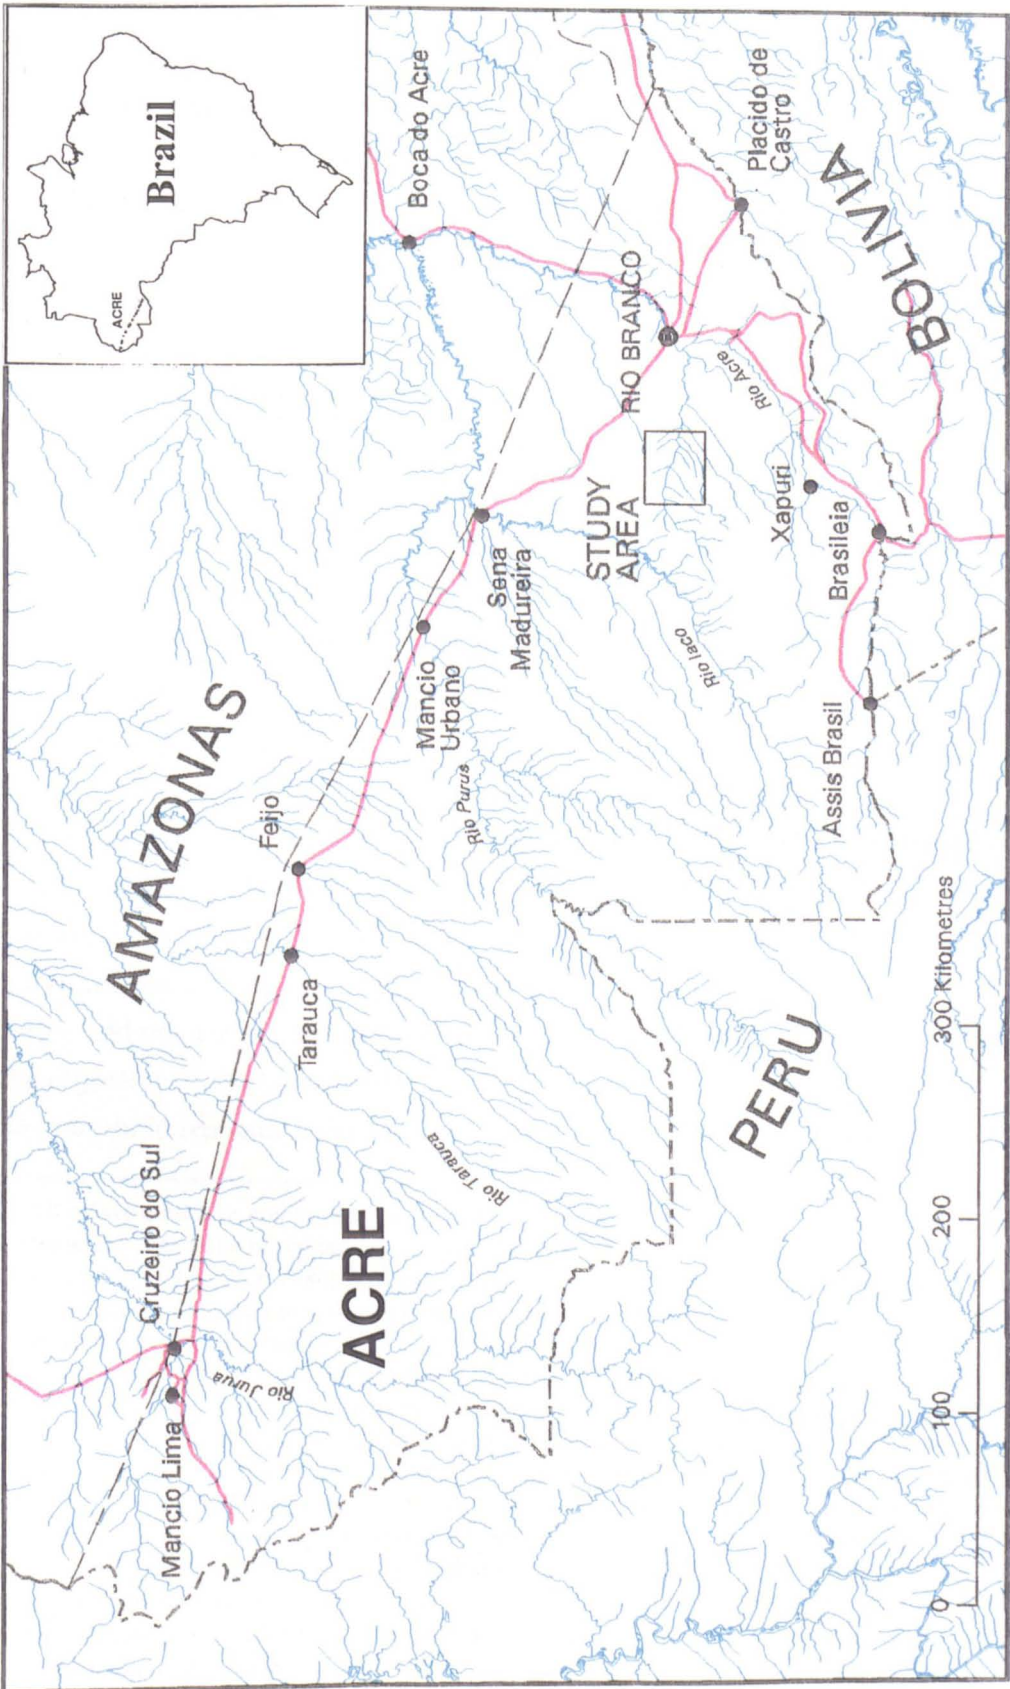 Brazil
ACRE
AMAZONAS
Boca do Acre
Cruzeiro do Sul
Mancio Lima
Rio Juruá
Tarauca
Feijo
Mancio
Urbano
Sena
Madureira
RIO BRANCO
Placido de
Castro
ACRE
Rio Tarauca
Rio Purus
STUDY
AREA
Rio Iaco
Rio Acre
Xapuri
Brasileia
Assis Brasil
BOLIVIA
PERU
0
100
200
300 Kilometres